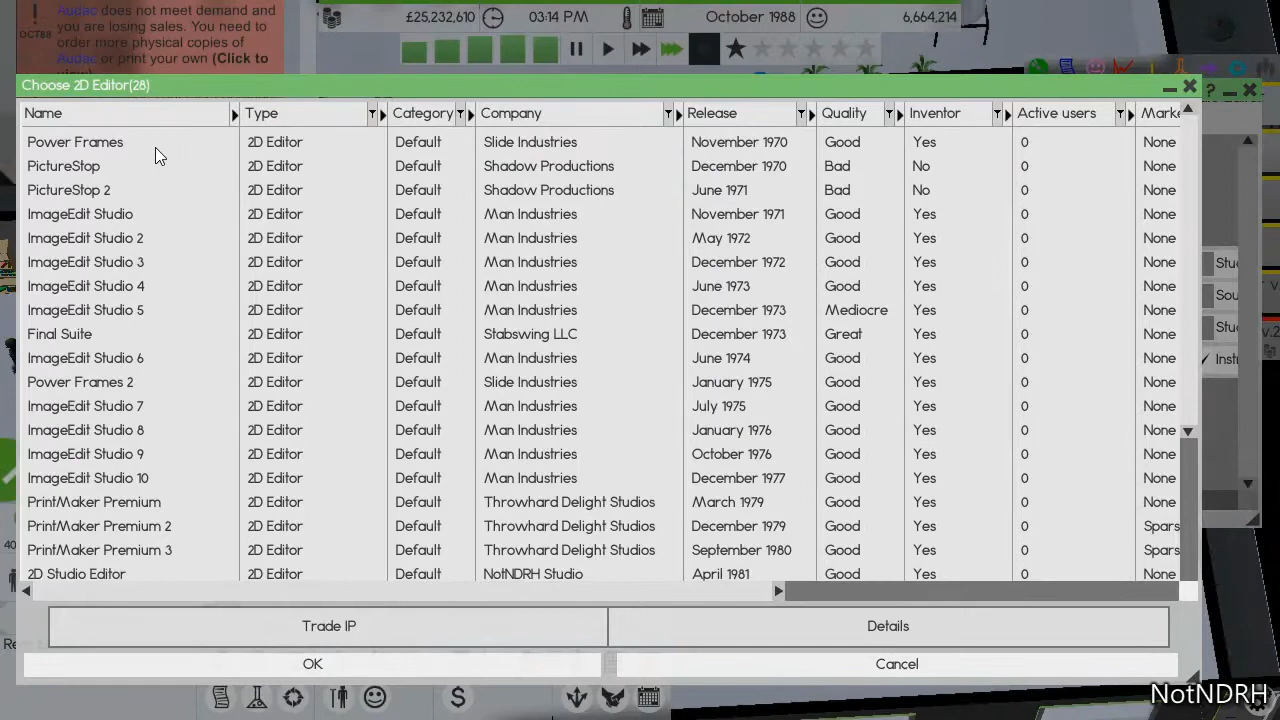 Audac does not meet demand and
you are losing sales. You need to
OCT88
order more physical copies of
Audac or print your own (Click to
view)
£25,232,610
03:14 PM
October 1988
6,664,214
Choose 2D Editor(28)
Name Type Category Company Release Quality Inventor Active users Marke
Power Frames 2D Editor Default Slide Industries November 1970 Good Yes 0 None
PictureStop 2D Editor Default Shadow Productions December 1970 Bad No 0 None
PictureStop 2 2D Editor Default Shadow Productions June 1971 Bad No 0 None
ImageEdit Studio 2D Editor Default Man Industries November 1971 Good Yes 0 None
ImageEdit Studio 2 2D Editor Default Man Industries May 1972 Good Yes 0 None
ImageEdit Studio 3 2D Editor Default Man Industries December 1972 Good Yes 0 None
ImageEdit Studio 4 2D Editor Default Man Industries June 1973 Good Yes 0 None
ImageEdit Studio 5 2D Editor Default Man Industries December 1973 Mediocre Yes 0 None
Final Suite 2D Editor Default Stabswing LLC December 1973 Great Yes 0 None
ImageEdit Studio 6 2D Editor Default Man Industries June 1974 Good Yes 0 None
Power Frames 2 2D Editor Default Slide Industries January 1975 Good Yes 0 None
ImageEdit Studio 7 2D Editor Default Man Industries July 1975 Good Yes 0 None
ImageEdit Studio 8 2D Editor Default Man Industries January 1976 Good Yes 0 None
ImageEdit Studio 9 2D Editor Default Man Industries October 1976 Good Yes 0 None
ImageEdit Studio 10 2D Editor Default Man Industries December 1977 Good Yes 0 None
PrintMaker Premium 2D Editor Default Throwhard Delight Studios March 1979 Good Yes 0 None
PrintMaker Premium 2 2D Editor Default Throwhard Delight Studios December 1979 Good Yes 0 Spars
PrintMaker Premium 3 2D Editor Default Throwhard Delight Studios September 1980 Good Yes 0 Spars
2D Studio Editor 2D Editor Default NotNDRH Studio April 1981 Good Yes 0 None
Trade IP
Details
OK
Cancel
Stu
Sou
Stu
Inst
40
Re
NotNDRH